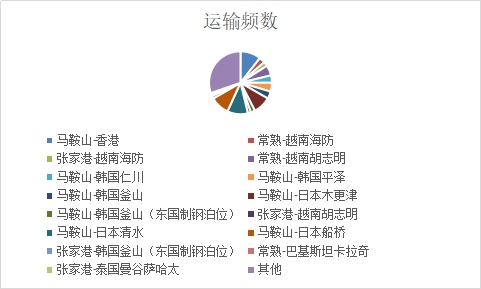 运输频数
马鞍山-香港
常熟-越南海防
张家港-越南海防
常熟-越南胡志明
马鞍山-韩国仁川
马鞍山-韩国平泽
马鞍山-韩国釜山
马鞍山-日本木更津
马鞍山-韩国釜山（东国制钢泊位）
张家港-越南胡志明
马鞍山-日本清水
马鞍山-日本船桥
张家港-韩国釜山（东国制钢泊位）
常熟-巴基斯坦卡拉奇
张家港-泰国曼谷萨哈太
其他